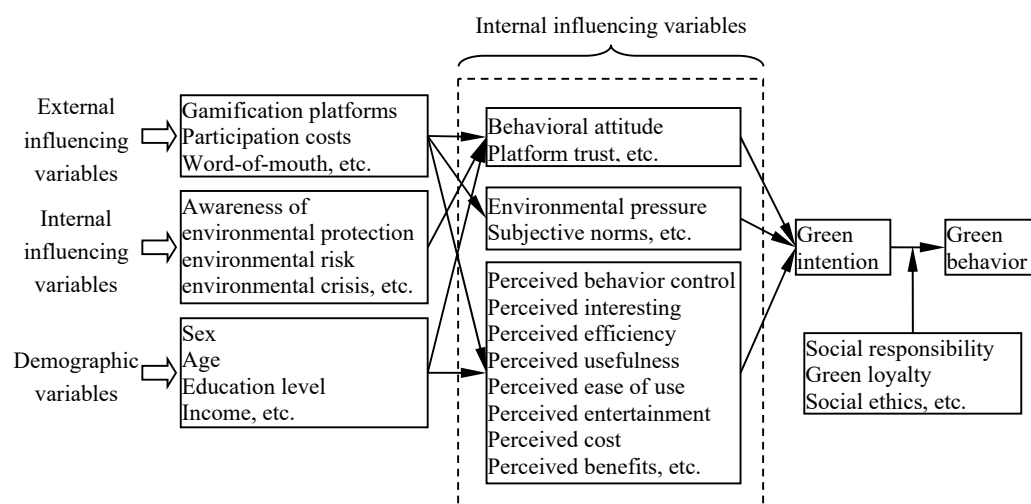 Internal influencing variables
External
influencing
variables
Gamification platforms
Participation costs
Word-of-mouth, etc.
Internal
influencing
variables
Awareness of
environmental protection
environmental risk
environmental crisis, etc.
Demographic
variables
Sex
Age
Education level
Income, etc.
Behavioral attitude
Platform trust, etc.
Environmental pressure
Subjective norms, etc.
Perceived behavior control
Perceived interesting
Perceived efficiency
Perceived usefulness
Perceived ease of use
Perceived entertainment
Perceived cost
Perceived benefits, etc.
Green
intention
Green
behavior
Social responsibility
Green loyalty
Social ethics, etc.